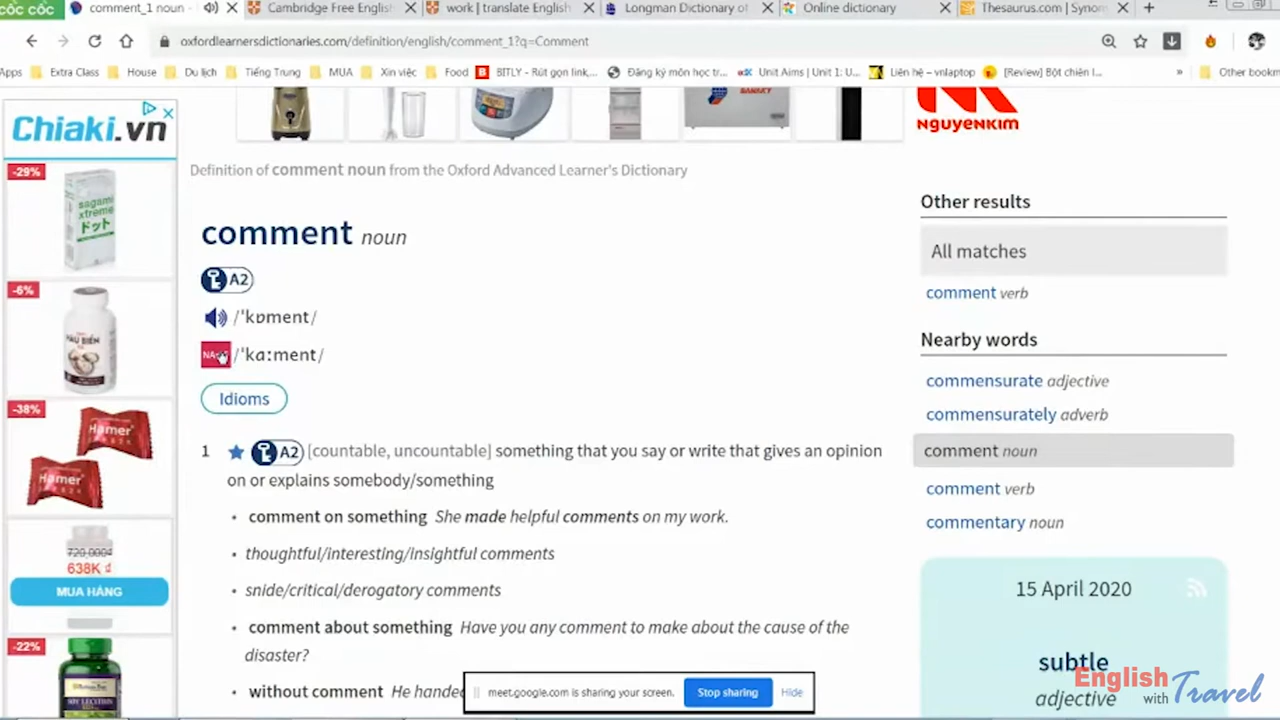 cốc cốc comment_1 noun - Cambridge Free English work | translate English Longman Dictionary of Online dictionary Thesaurus.com | Synon
oxfordlearnersdictionaries.com/definition/english/comment_1?q=Comment
Apps Extra Class House Du lịch Tiếng Trung MUA Xin việc Food BITLY - Rút gọn link,... Đăng ký môn học tr... Unit Aims | Unit 1: U... Liên hệ – vnlaptop [Review] Bột chiên l... » Other bookm
Chiaki.vn
-29%
sagami
xtreme
ドット
-6%
-38%
Hamer
Hamer
720,000₫
638K ₫
MUA HÀNG
-22%
SOY LECITHIN
SANAKY
NGUYENKIM
Definition of comment noun from the Oxford Advanced Learner's Dictionary
comment noun
A2
/ˈkɒment/
/ˈkɑːment/
Idioms
1 A2 [countable, uncountable] something that you say or write that gives an opinion
on or explains somebody/something
• comment on something She made helpful comments on my work.
• thoughtful/interesting/insightful comments
• snide/critical/derogatory comments
• comment about something Have you any comment to make about the cause of the
disaster?
• without comment He handed
Other results
All matches
comment verb
Nearby words
commensurate adjective
commensurately adverb
comment noun
comment verb
commentary noun
15 April 2020
subtle
adjective
meet.google.com is sharing your screen. Stop sharing Hide
English
with Travel